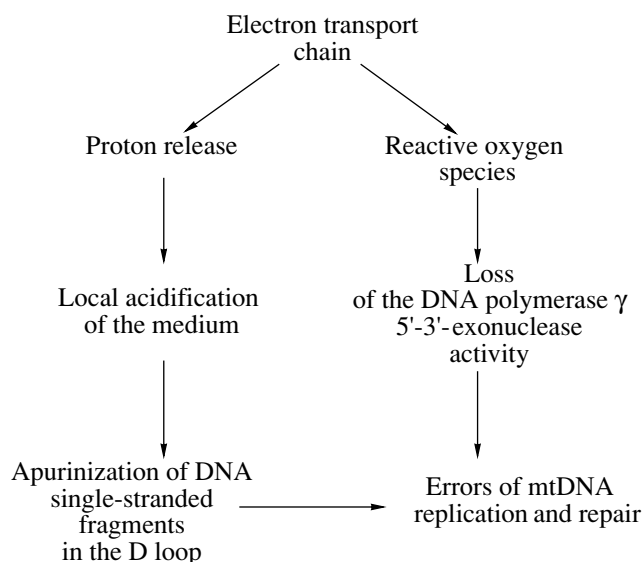 Electron transport
chain
Proton release
Reactive oxygen
species
Local acidification
of the medium
Loss
of the DNA polymerase γ
5'-3'-exonuclease
activity
Apurinization of DNA
single-stranded
fragments
in the D loop
Errors of mtDNA
replication and repair